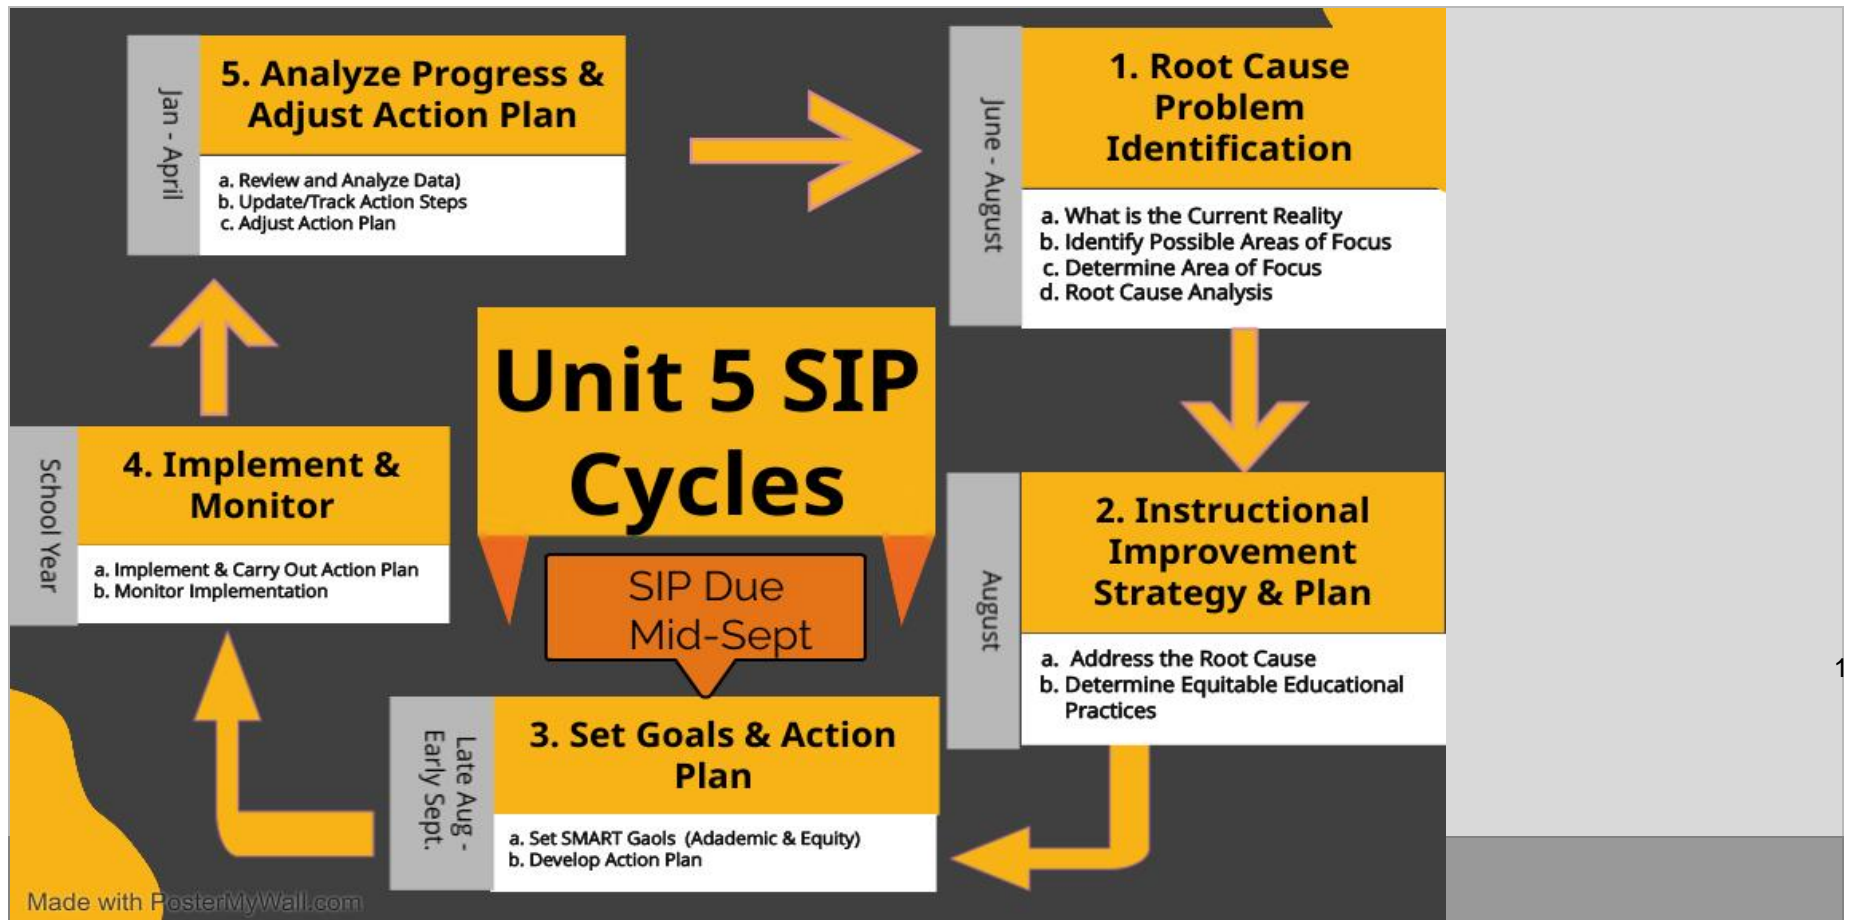 5. Analyze Progress &
Adjust Action Plan
Jan - April
a. Review and Analyze Data)
b. Update/Track Action Steps
c. Adjust Action Plan
1. Root Cause
Problem
Identification
June - August
a. What is the Current Reality
b. Identify Possible Areas of Focus
c. Determine Area of Focus
d. Root Cause Analysis
Unit 5 SIP
Cycles
SIP Due
Mid-Sept
4. Implement &
Monitor
School Year
a. Implement & Carry Out Action Plan
b. Monitor Implementation
2. Instructional
Improvement
Strategy & Plan
August
a. Address the Root Cause
b. Determine Equitable Educational
Practices
1
3. Set Goals & Action
Plan
Late Aug -
Early Sept.
a. Set SMART Gaols (Adademic & Equity)
b. Develop Action Plan
Made with PosterMyWall.com